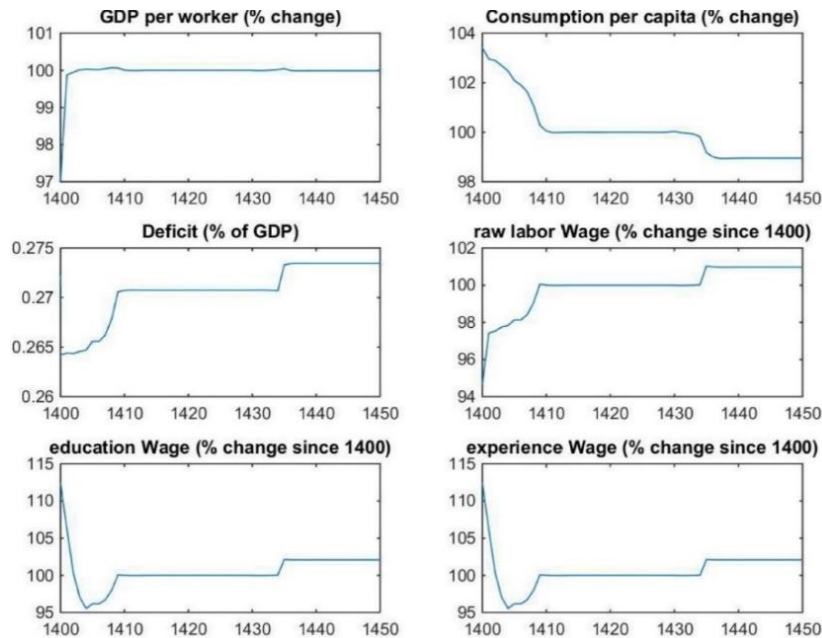 GDP per worker (% change)
101
100
99
98
97
1400 1410 1420 1430 1440 1450
Consumption per capita (% change)
104
102
100
98
1400 1410 1420 1430 1440 1450
Deficit (% of GDP)
0.275
0.27
0.265
0.26
1400 1410 1420 1430 1440 1450
raw labor Wage (% change since 1400)
102
100
98
96
94
1400 1410 1420 1430 1440 1450
education Wage (% change since 1400)
115
110
105
100
95
1400 1410 1420 1430 1440 1450
experience Wage (% change since 1400)
115
110
105
100
95
1400 1410 1420 1430 1440 1450